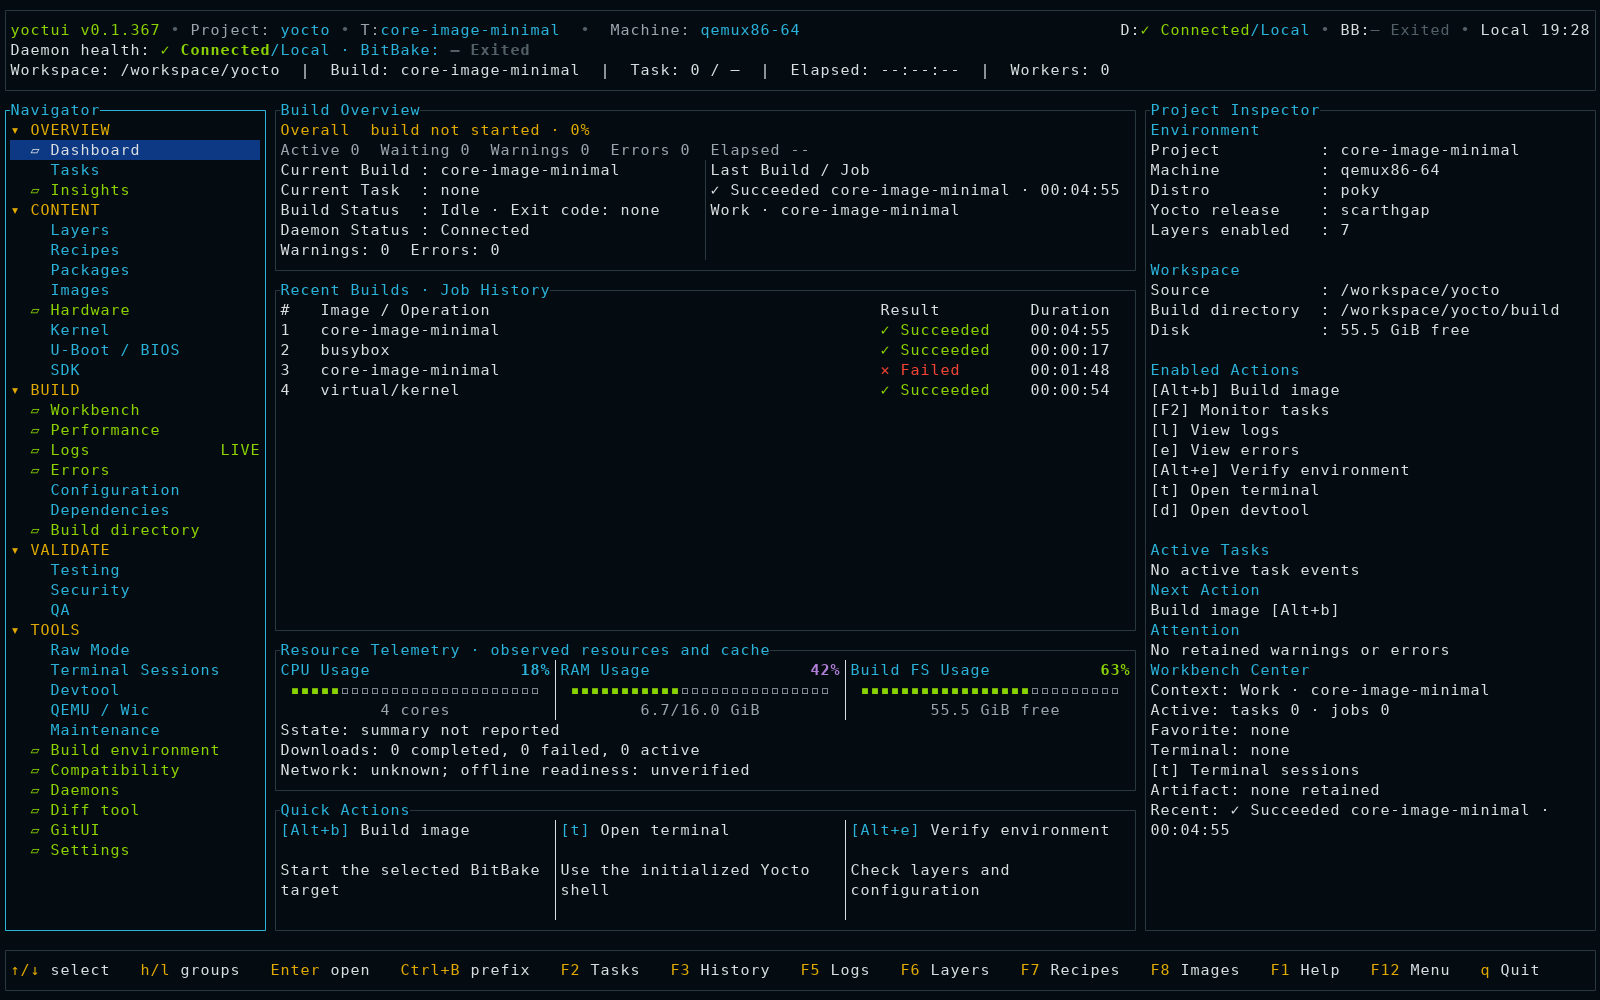 yoctui v0.1.367 • Project: yocto • T:core-image-minimal • Machine: qemux86-64 D:✓ Connected/Local • BB:— Exited • Local 19:28
Daemon health: ✓ Connected/Local · BitBake: — Exited
Workspace: /workspace/yocto | Build: core-image-minimal | Task: 0 / — | Elapsed: --:--:-- | Workers: 0
Navigator
▾ OVERVIEW
▱ Dashboard
Tasks
▱ Insights
▾ CONTENT
Layers
Recipes
Packages
Images
▱ Hardware
Kernel
U-Boot / BIOS
SDK
▾ BUILD
▱ Workbench
▱ Performance
▱ Logs LIVE
▱ Errors
Configuration
Dependencies
▱ Build directory
▾ VALIDATE
Testing
Security
QA
▾ TOOLS
Raw Mode
Terminal Sessions
Devtool
QEMU / Wic
Maintenance
▱ Build environment
▱ Compatibility
▱ Daemons
▱ Diff tool
▱ GitUI
▱ Settings
Build Overview
Overall build not started · 0%
Active 0 Waiting 0 Warnings 0 Errors 0 Elapsed --
Current Build : core-image-minimal
Current Task : none
Build Status : Idle · Exit code: none
Daemon Status : Connected
Warnings: 0 Errors: 0
Last Build / Job
✓ Succeeded core-image-minimal · 00:04:55
Work · core-image-minimal
Recent Builds · Job History
# Image / Operation Result Duration
1 core-image-minimal ✓ Succeeded 00:04:55
2 busybox ✓ Succeeded 00:00:17
3 core-image-minimal ✕ Failed 00:01:48
4 virtual/kernel ✓ Succeeded 00:00:54
Resource Telemetry · observed resources and cache
CPU Usage 18%
4 cores
RAM Usage 42%
6.7/16.0 GiB
Build FS Usage 63%
55.5 GiB free
Sstate: summary not reported
Downloads: 0 completed, 0 failed, 0 active
Network: unknown; offline readiness: unverified
Quick Actions
[Alt+b] Build image
Start the selected BitBake
target
[t] Open terminal
Use the initialized Yocto
shell
[Alt+e] Verify environment
Check layers and
configuration
Project Inspector
Environment
Project : core-image-minimal
Machine : qemux86-64
Distro : poky
Yocto release : scarthgap
Layers enabled : 7
Workspace
Source : /workspace/yocto
Build directory : /workspace/yocto/build
Disk : 55.5 GiB free
Enabled Actions
[Alt+b] Build image
[F2] Monitor tasks
[l] View logs
[e] View errors
[Alt+e] Verify environment
[t] Open terminal
[d] Open devtool
Active Tasks
No active task events
Next Action
Build image [Alt+b]
Attention
No retained warnings or errors
Workbench Center
Context: Work · core-image-minimal
Active: tasks 0 · jobs 0
Favorite: none
Terminal: none
[t] Terminal sessions
Artifact: none retained
Recent: ✓ Succeeded core-image-minimal ·
00:04:55
↑/↓ select h/l groups Enter open Ctrl+B prefix F2 Tasks F3 History F5 Logs F6 Layers F7 Recipes F8 Images F1 Help F12 Menu q Quit